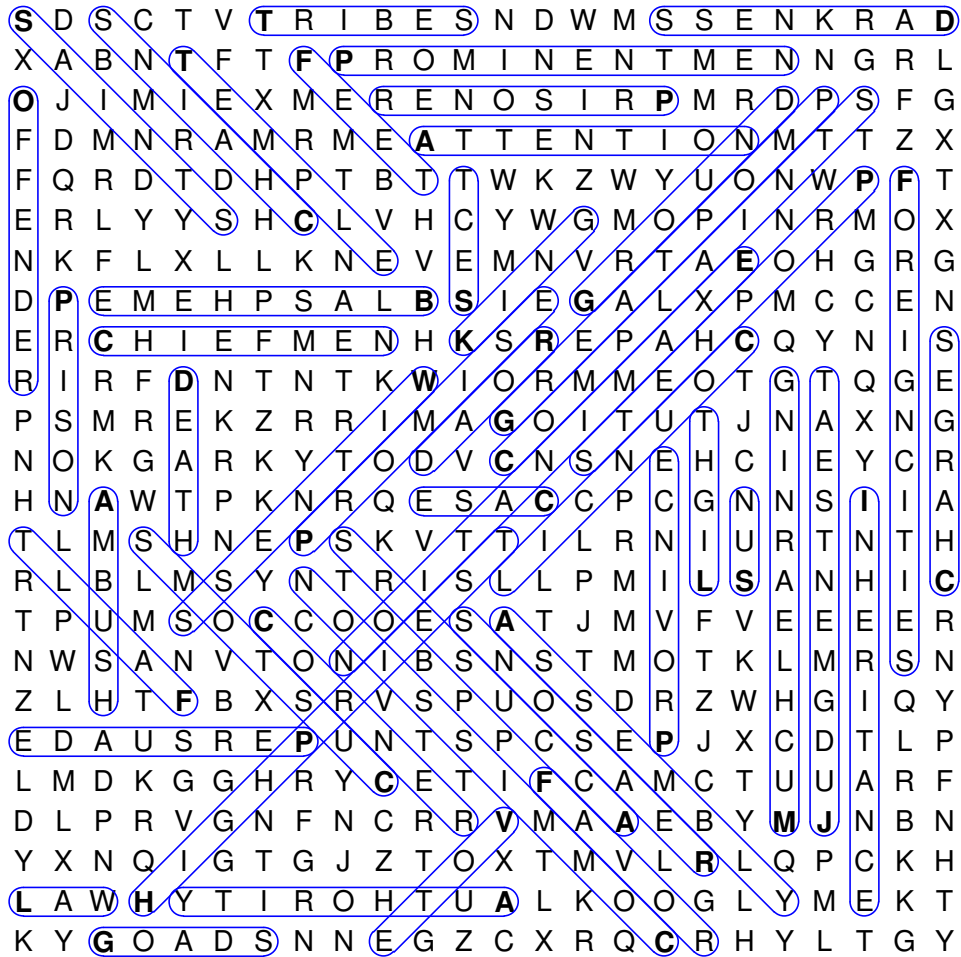 S D S C T V T R I B E S N D W M S S E N K R A D
X A B N T F T F P R O M I N E N T M E N N G R L
O J I M I E X M E R E N O S I R P M R D P S F G
F D M N R A M R M E A T T E N T I O N M T T Z X
F Q R D T D H P T B T T W K Z W Y U O N W P F T
E R L Y Y S H C L V H C Y W G M O P I N R M O X
N K F L X L L K N E V E M N V R T A E O H G R G
D P E M E H P S A L B S I E G A L X P M C C E N
E R C H I E F M E N H K S R E P A H C Q Y N I S
R I R F D N T N T K W I O R M M E O T G T Q G E
P S M R E K Z R R I M A G O I T U T J N A X N G
N O K G A R K Y T O D V C N S N E H C I E Y C R
H N A W T P K N R Q E S A C C P C G N N S I I A
T L M S H N E P S K V T T I L R N I U R T N T H
R L B L M S Y N T R I S L L P M I L S A N H I C
T P U M S O C C O O E S A T J M V F V E E E E R
N W S A N V T O N I B S N S T M O T K L M R S N
Z L H T F B X S R V S P U O S D R Z W H G I Q Y
E D A U S R E P U N T S P C S E P J X C D T L P
L M D K G G H R Y C E T I F C A M C T U U A R F
D L P R V G N F N C R R V M A A E B Y M J N B N
Y X N Q I G T G J Z T O X T M V L R L Q P C K H
L A W H Y T I R O H T U A L K O O G L Y M E K T
K Y G O A D S N N E G Z C X R Q C R H Y L T G Y